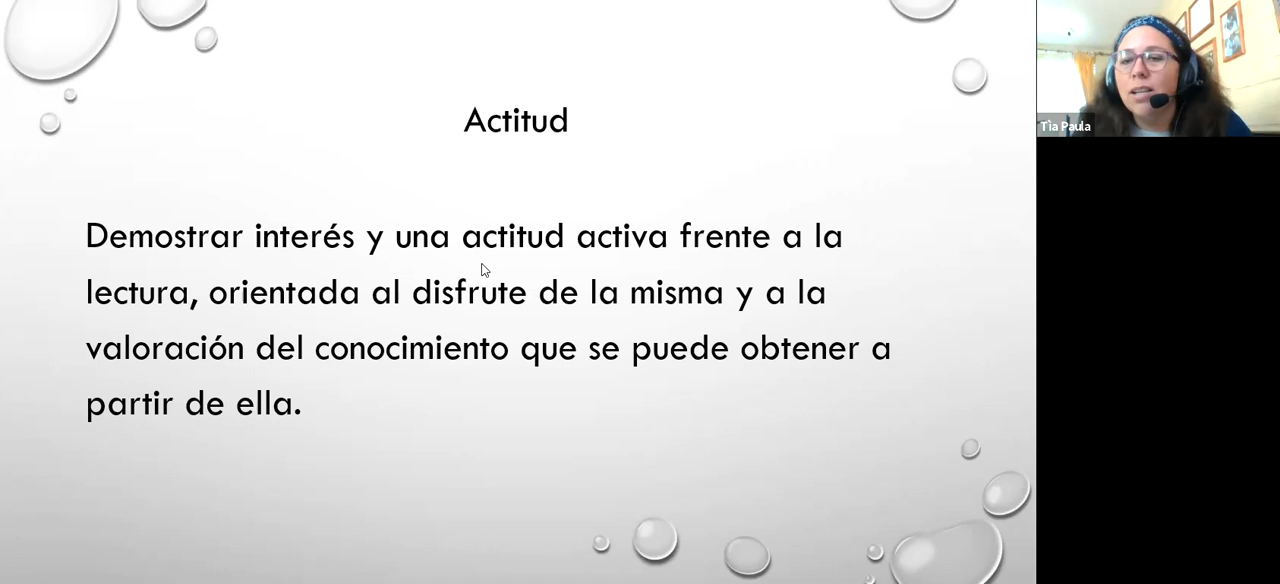 Actitud
Demostrar interés y una actitud activa frente a la
lectura, orientada al disfrute de la misma y a la
valoración del conocimiento que se puede obtener a
partir de ella.
Tìa Paula